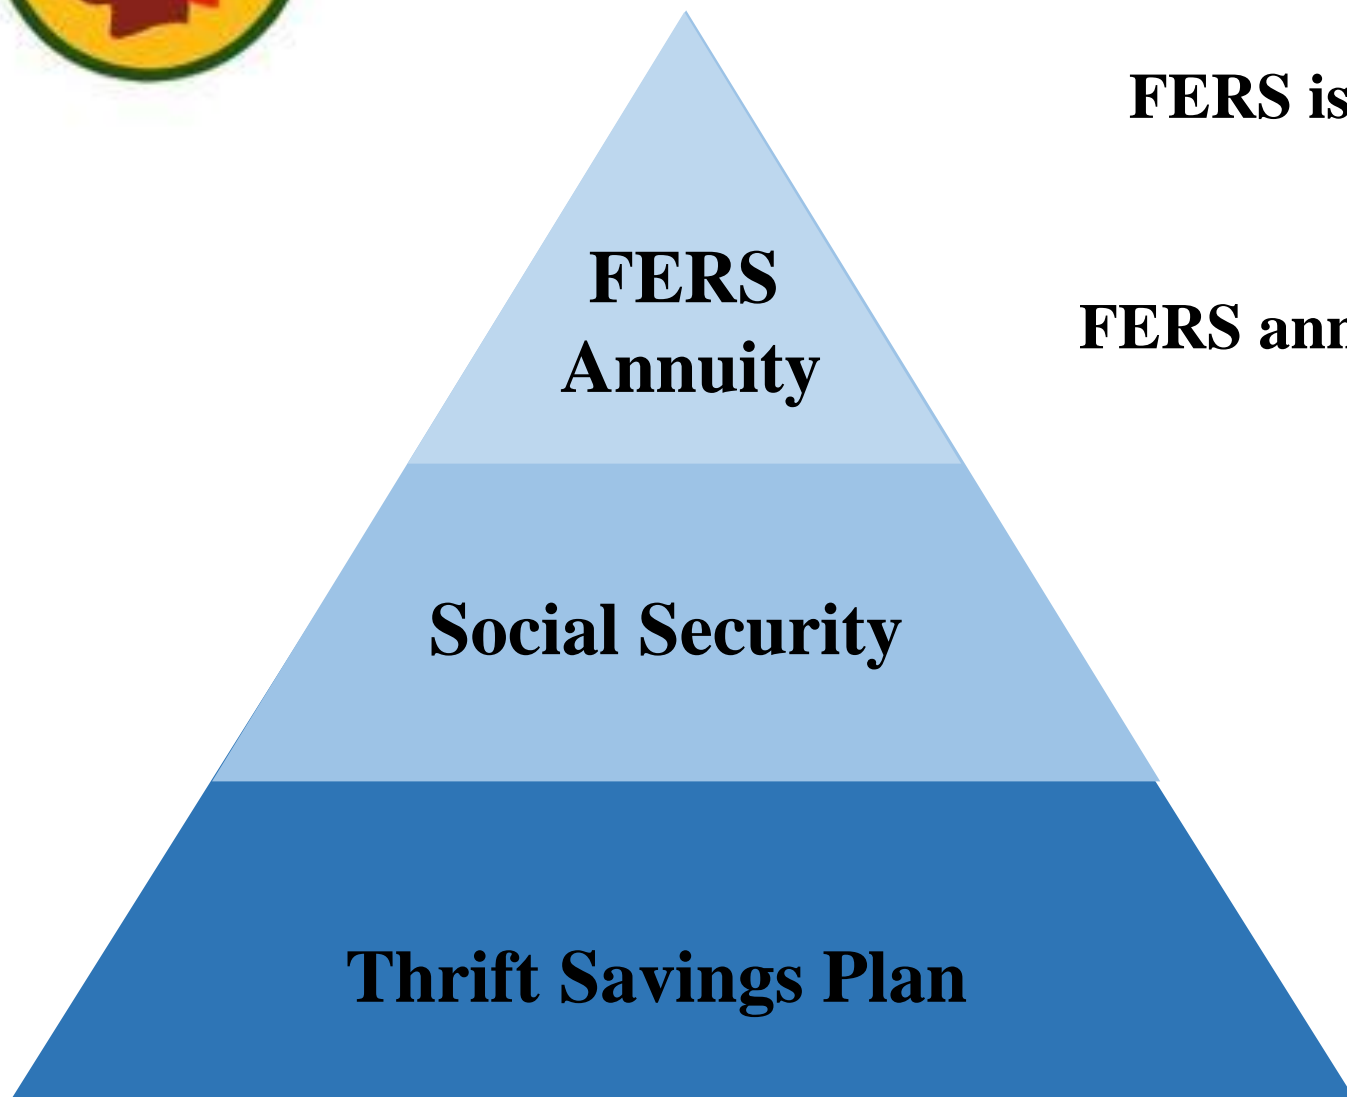 FERS is
FERS ann
FERS
Annuity
Social Security
Thrift Savings Plan